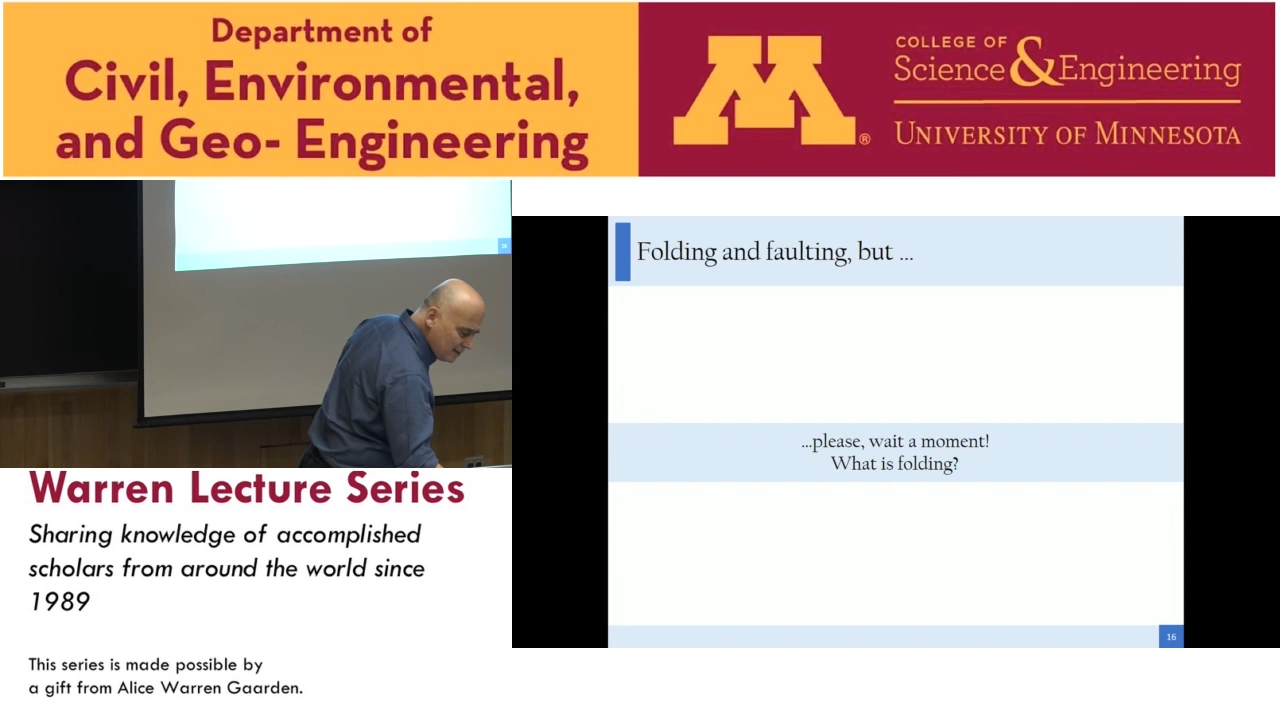 Department of
Civil, Environmental,
and Geo- Engineering
M®
COLLEGE OF
Science & Engineering
UNIVERSITY OF MINNESOTA
Folding and faulting, but ...
...please, wait a moment!
What is folding?
16
Warren Lecture Series
Sharing knowledge of accomplished
scholars from around the world since
1989
This series is made possible by
a gift from Alice Warren Gaarden.